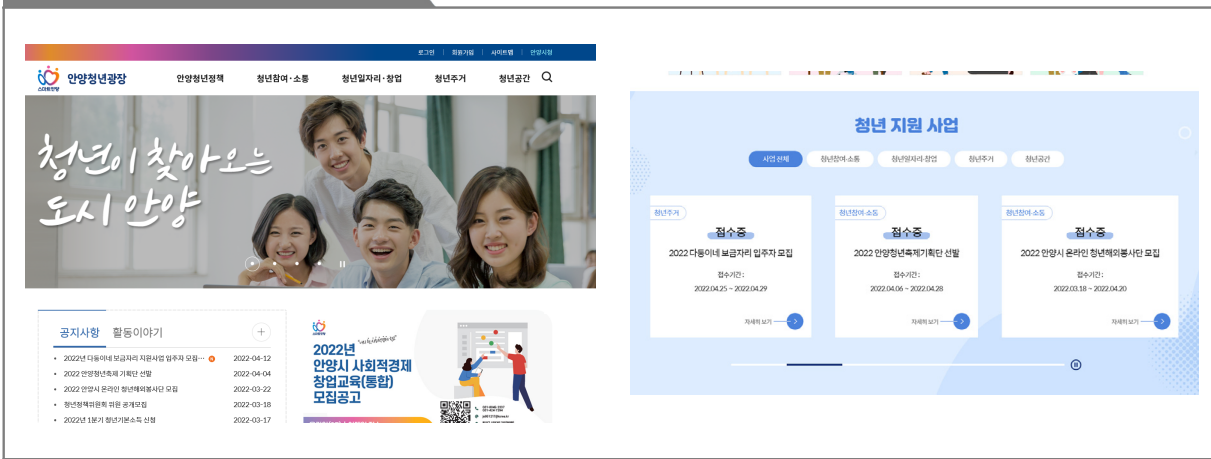 로그인 | 회원가입 | 사이트맵 | 안양시청
스마트안양
안양청년광장
안양청년정책 청년참여·소통 청년일자리·창업 청년주거 청년공간
청년이 찾아오는
도시 안양
공지사항 활동이야기
2022년 다둥이네 보금자리 지원사업 입주자 모집… 2022-04-12
2022 안양청년축제 기획단 선발 2022-04-04
2022 안양시 온라인 청년해외봉사단 모집 2022-03-22
청년정책위원회 위원 공개모집 2022-03-18
2022년 1분기 청년기본소득 신청 2022-03-17
2022년
안양시 사회적경제
창업교육(통합)
모집공고
청년 지원 사업
사업 전체 청년참여·소통 청년일자리·창업 청년주거 청년공간
청년주거
접수중
2022 다둥이네 보금자리 입주자 모집
접수기간 :
2022.04.25 ~ 2022.04.29
자세히 보기
청년참여·소통
접수중
2022 안양청년축제기획단 선발
접수기간 :
2022.04.06 ~ 2022.04.28
자세히 보기
청년참여·소통
접수중
2022 안양시 온라인 청년해외봉사단 모집
접수기간 :
2022.03.18 ~ 2022.04.20
자세히 보기